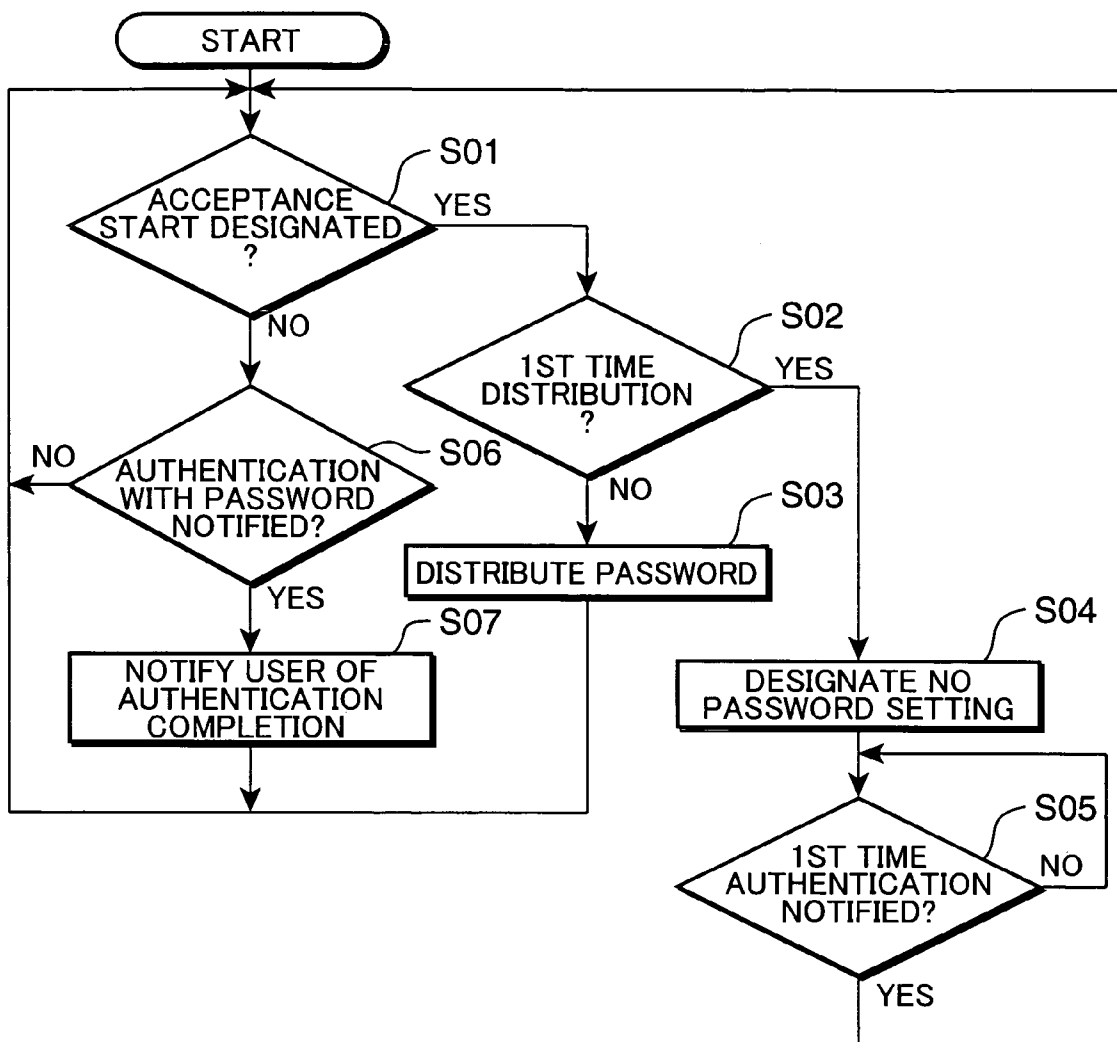 START
S01
ACCEPTANCE
START DESIGNATED
?
YES
NO
S02
1ST TIME
DISTRIBUTION
?
YES
NO
S06
AUTHENTICATION
WITH PASSWORD
NOTIFIED?
NO
YES
S03
DISTRIBUTE PASSWORD
S07
NOTIFY USER OF
AUTHENTICATION
COMPLETION
S04
DESIGNATE NO
PASSWORD SETTING
S05
1ST TIME
AUTHENTICATION
NOTIFIED?
NO
YES